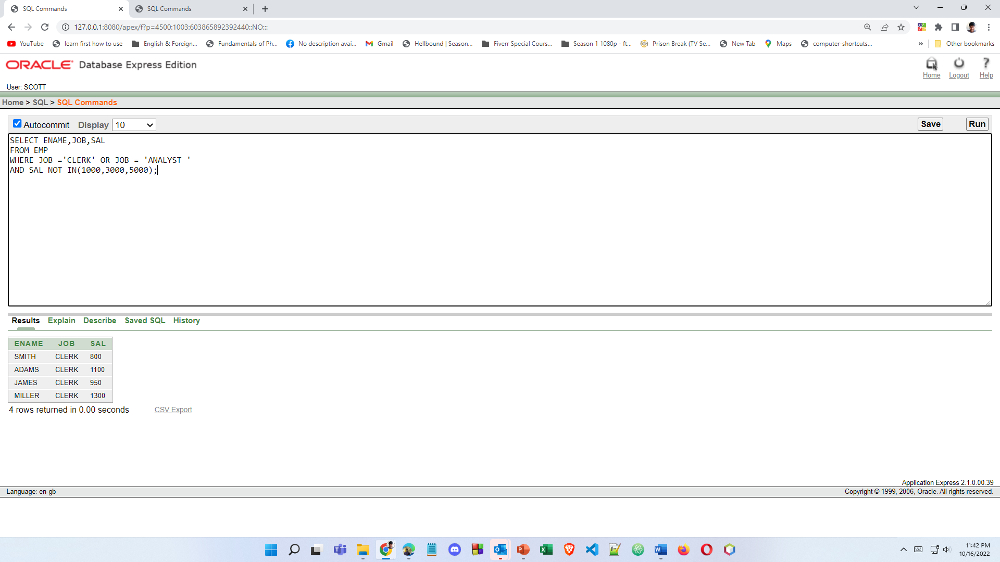 SQL Commands
SQL Commands
127.0.0.1:8080/apex/f?p=4500:1003:603865892392440::NO:::
YouTube learn first how to use English & Foreign... Fundamentals of Ph... No description avai... Gmail Hellbound | Season... Fiverr Special Cours... Season 1 1080p - ft... Prison Break (TV Se... New Tab Maps computer-shortcuts... » Other bookmarks
ORACLE Database Express Edition
Home Logout Help
User: SCOTT
Home > SQL > SQL Commands
Autocommit Display 10 Save Run
SELECT ENAME,JOB,SAL
FROM EMP
WHERE JOB ='CLERK' OR JOB = 'ANALYST '
AND SAL NOT IN(1000,3000,5000);
Results Explain Describe Saved SQL History
ENAME JOB SAL
SMITH CLERK 800
ADAMS CLERK 1100
JAMES CLERK 950
MILLER CLERK 1300
4 rows returned in 0.00 seconds CSV Export
Application Express 2.1.0.00.39
Language: en-gb Copyright © 1999, 2006, Oracle. All rights reserved.
11:42 PM
10/16/2022